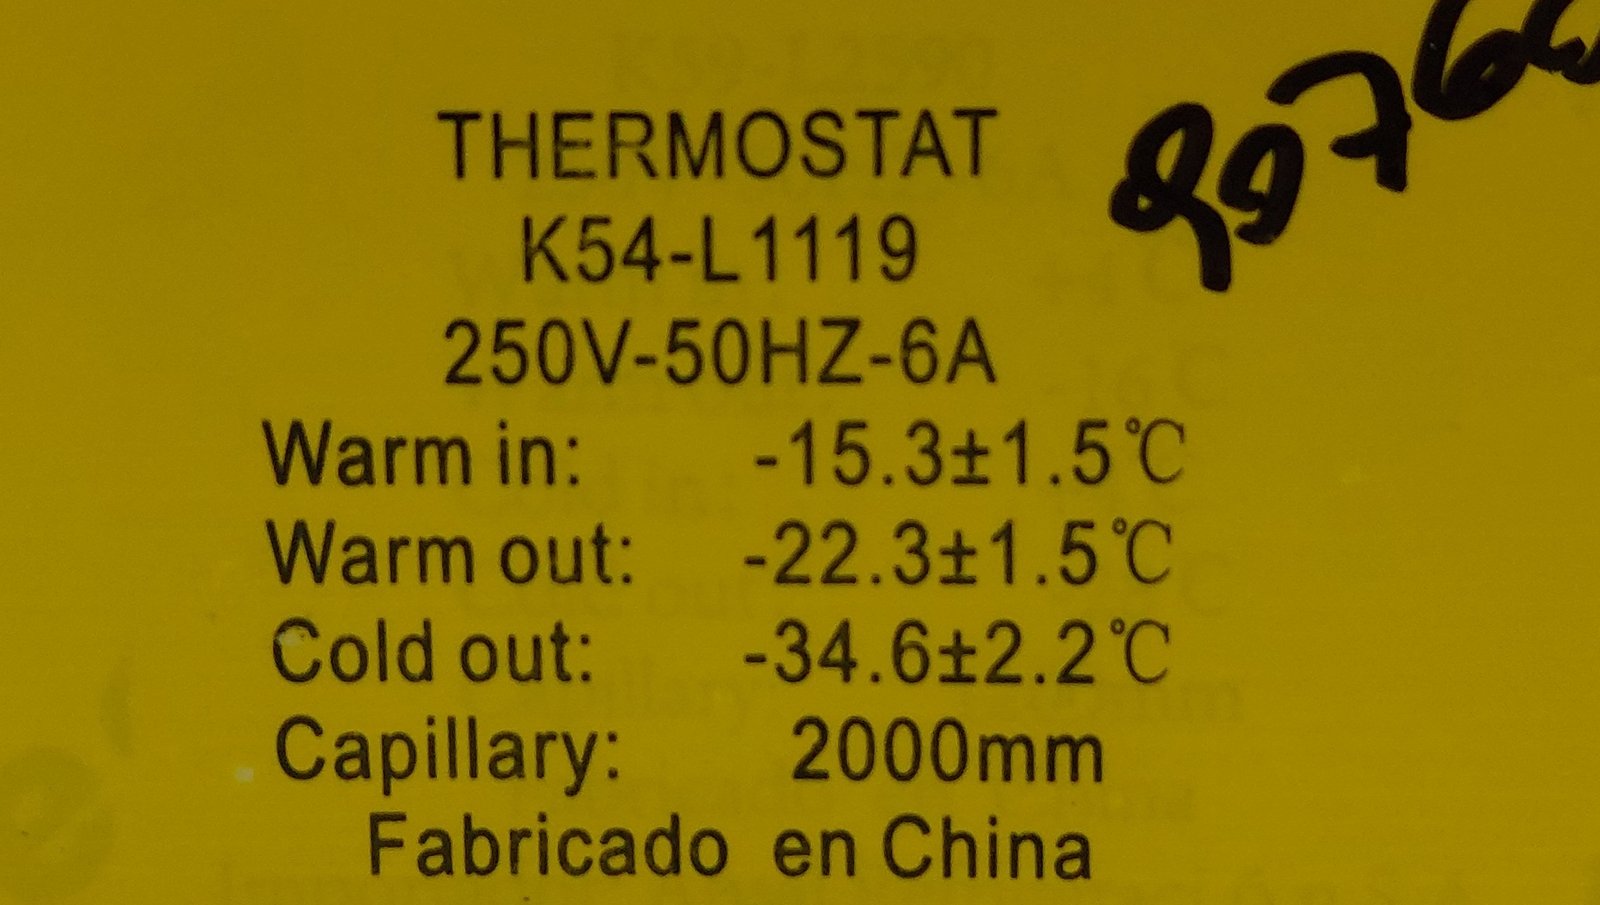 THERMOSTAT
K54-L1119
250V-50HZ-6A
Warm in: -15.3±1.5℃
Warm out: -22.3±1.5℃
Cold out: -34.6±2.2℃
Capillary: 2000mm
Fabricado en China